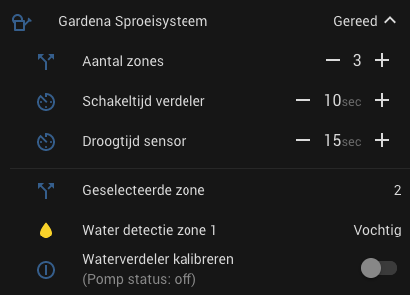 Gardena Sproeisysteem Gereed
Aantal zones — 3 +
Schakeltijd verdeler — 10sec +
Droogtijd sensor — 15sec +
Geselecteerde zone 2
Water detectie zone 1 Vochtig
Waterverdeler kalibreren
(Pomp status: off)